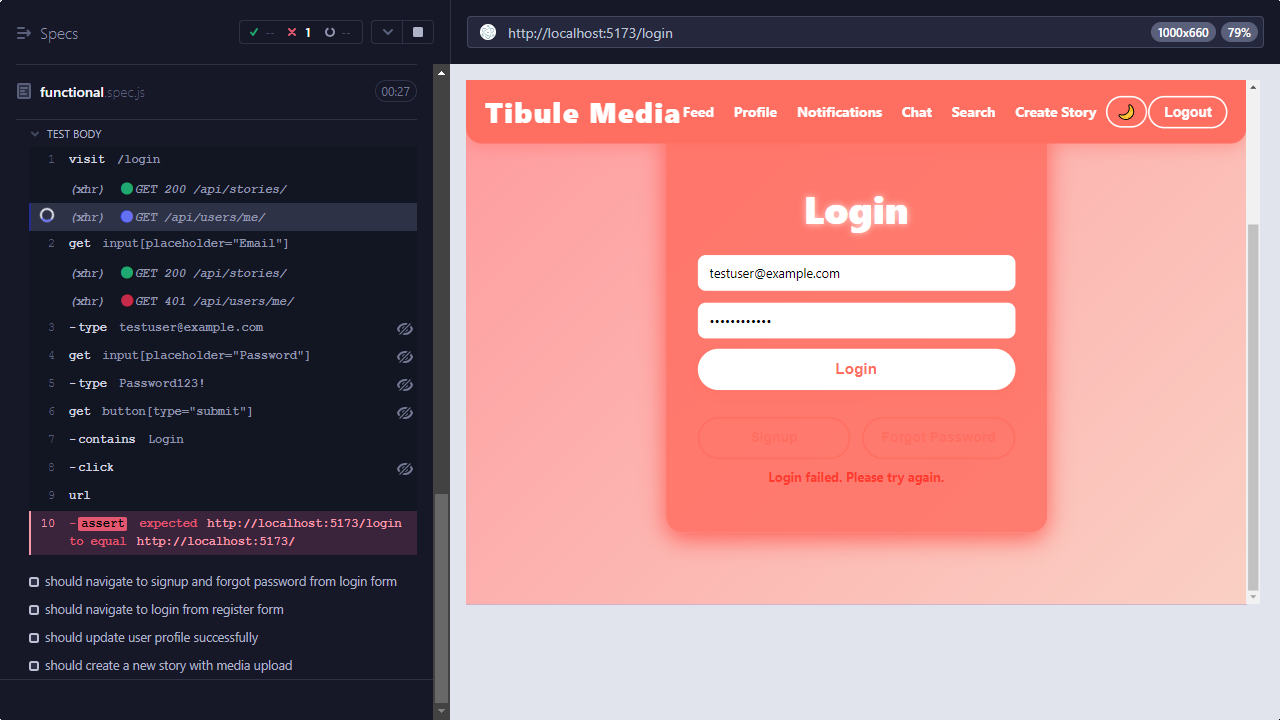 Specs
-- 1 --
functional.spec.js
00:27
TEST BODY
1 visit /login
(xhr) GET 200 /api/stories/
(xhr) GET /api/users/me/
2 get input[placeholder="Email"]
(xhr) GET 200 /api/stories/
(xhr) GET 401 /api/users/me/
3 -type testuser@example.com
4 get input[placeholder="Password"]
5 -type Password123!
6 get button[type="submit"]
7 -contains Login
8 -click
9 url
10 -assert expected http://localhost:5173/login
to equal http://localhost:5173/
should navigate to signup and forgot password from login form
should navigate to login from register form
should update user profile successfully
should create a new story with media upload
http://localhost:5173/login
1000x660
79%
Tibule Media
Feed
Profile
Notifications
Chat
Search
Create Story
Logout
Login
testuser@example.com
••••••••••••
Login
Signup
Forgot Password
Login failed. Please try again.